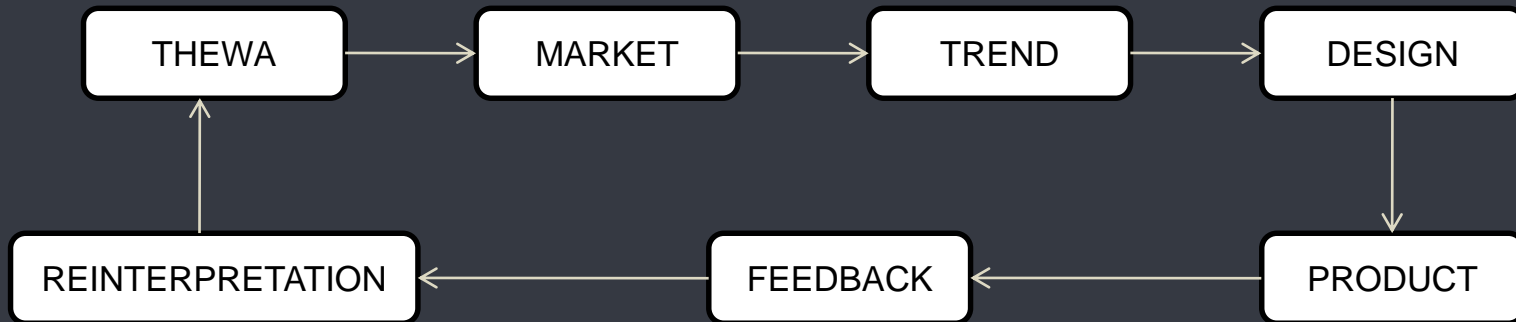 THEWA
MARKET
TREND
DESIGN
REINTERPRETATION
FEEDBACK
PRODUCT